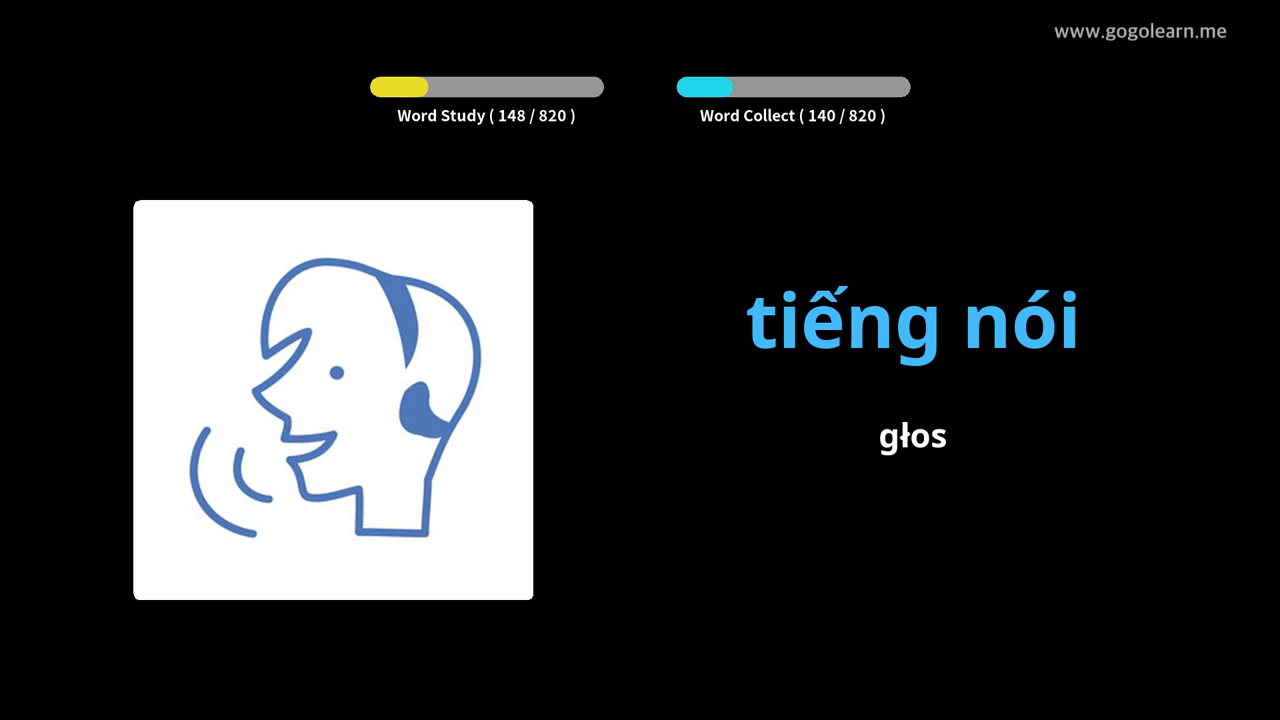 www.gogolearn.me
Word Study ( 148 / 820 )
Word Collect ( 140 / 820 )
tiếng nói
głos